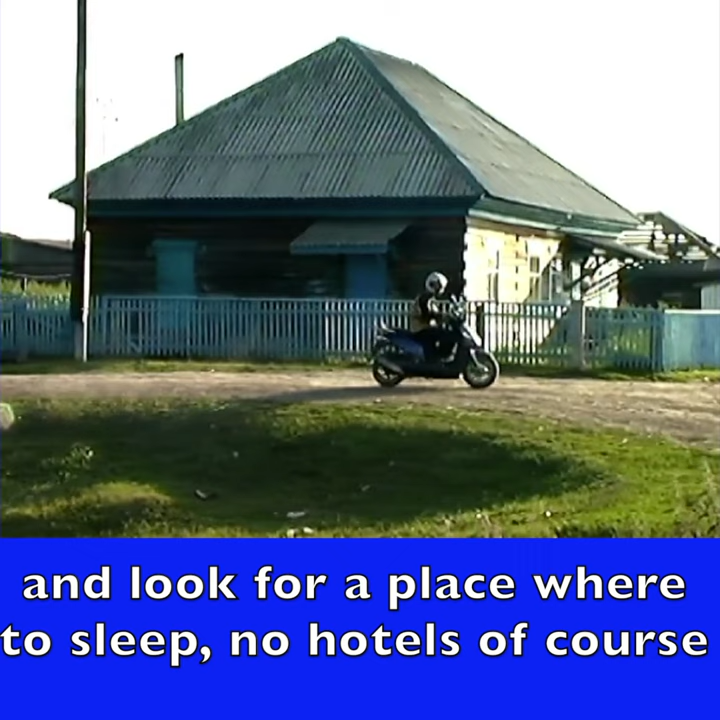 and look for a place where
to sleep, no hotels of course